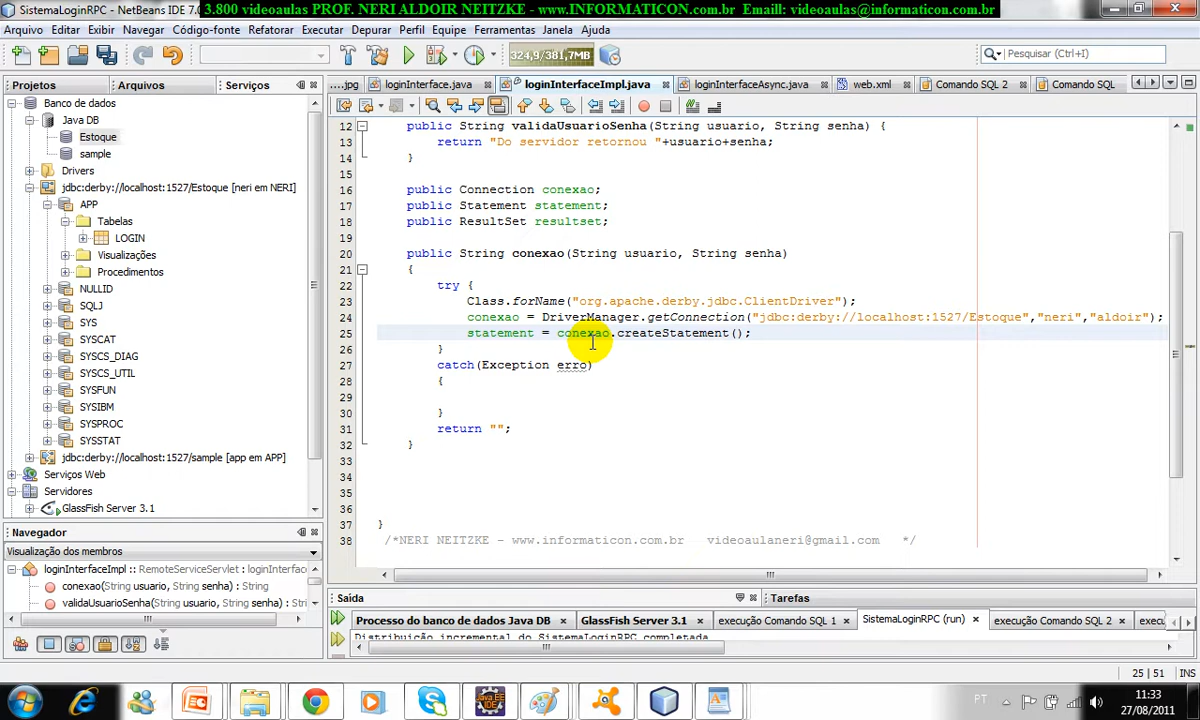 SistemaLoginRPC - NetBeans IDE 7.0
3.800 videoaulas PROF. NERI ALDOIR NEITZKE - www.INFORMATICON.com.br Emaill: videoaulas@informaticon.com.br
Arquivo Editar Exibir Navegar Código-fonte Refatorar Executar Depurar Perfil Equipe Ferramentas Janela Ajuda
324,9/381,7MB
Pesquisar (Ctrl+I)
Projetos Arquivos Serviços
....jpg loginInterface.java loginInterfaceImpl.java loginInterfaceAsync.java web.xml Comando SQL 2 Comando SQL
Banco de dados
Java DB
Estoque
sample
Drivers
jdbc:derby://localhost:1527/Estoque [neri em NERI]
APP
Tabelas
LOGIN
Visualizações
Procedimentos
NULLID
SQLJ
SYS
SYSCAT
SYSCS_DIAG
SYSCS_UTIL
SYSFUN
SYSIBM
SYSPROC
SYSSTAT
jdbc:derby://localhost:1527/sample [app em APP]
Serviços Web
Servidores
GlassFish Server 3.1
12 public String validaUsuarioSenha(String usuario, String senha) {
13 return "Do servidor retornou "+usuario+senha;
14 }
15
16 public Connection conexao;
17 public Statement statement;
18 public ResultSet resultset;
19
20 public String conexao(String usuario, String senha)
21 {
22 try {
23 Class.forName("org.apache.derby.jdbc.ClientDriver");
24 conexao = DriverManager.getConnection("jdbc:derby://localhost:1527/Estoque","neri","aldoir");
25 statement = conexao.createStatement();
26 }
27 catch(Exception erro)
28 {
29
30 }
31 return "";
32 }
33
34
35
36
37 }
38 /*NERI NEITZKE - www.informaticon.com.br videoaulaneri@gmail.com */
Navegador
Visualização dos membros
loginInterfaceImpl :: RemoteServiceServlet : loginInterface
conexao(String usuario, String senha) : String
validaUsuarioSenha(String usuario, String senha) : Stri
Saída Tarefas
Processo do banco de dados Java DB GlassFish Server 3.1 execução Comando SQL 1 SistemaLoginRPC (run) execução Comando SQL 2 execu
Distribuição incremental do SistemaLoginRPC completada
25 | 51
PT
11:33
27/08/2011